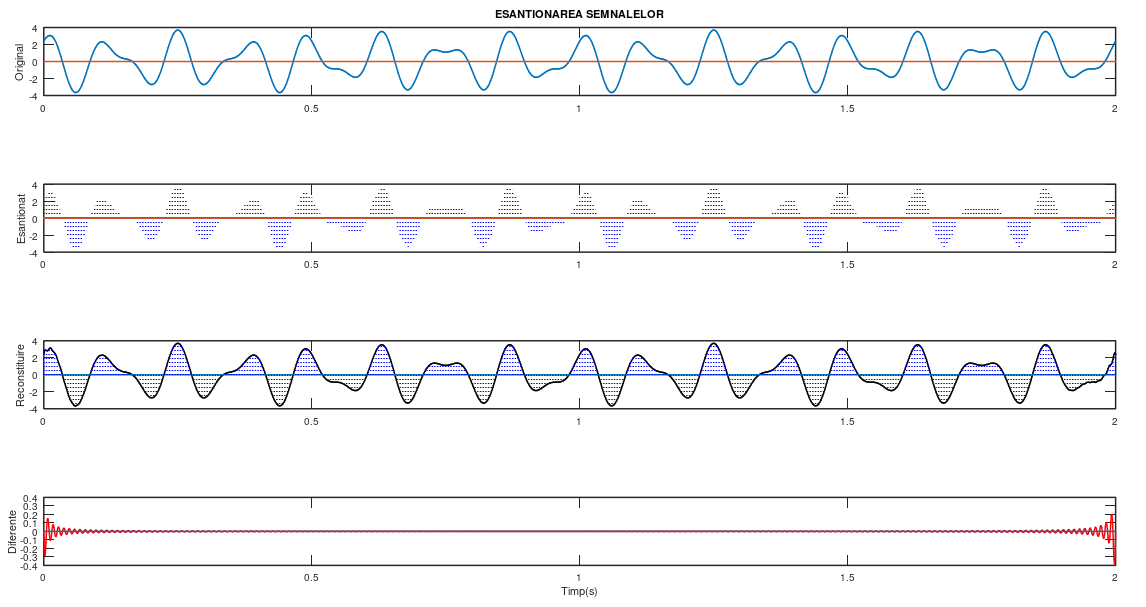 ESANTIONAREA SEMNALELOR
Original
4
2
0
-2
-4
0 0.5 1 1.5 2
Esantionat
4
2
0
-2
-4
0 0.5 1 1.5 2
Reconstituire
4
2
0
-2
-4
0 0.5 1 1.5 2
Diferente
0.4
0.3
0.2
0.1
0
-0.1
-0.2
-0.3
-0.4
0 0.5 1 1.5 2
Timp(s)